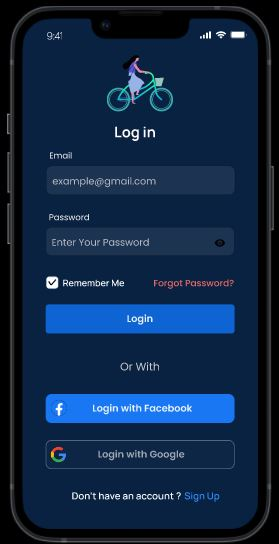 9:41
Log in
Email
example@gmail.com
Password
Enter Your Password
Remember Me Forgot Password?
Login
Or With
Login with Facebook
Login with Google
Don't have an account ? Sign Up